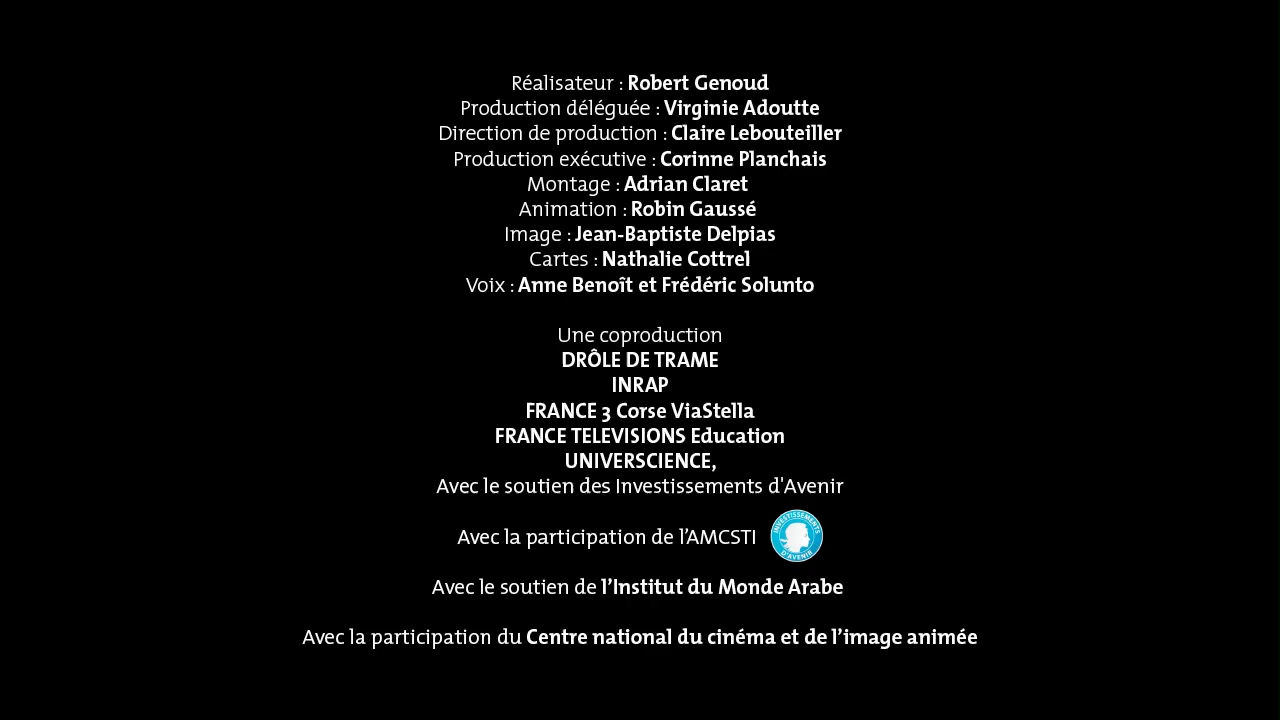 Réalisateur : Robert Genoud
Production déléguée : Virginie Adoutte
Direction de production : Claire Lebouteiller
Production exécutive : Corinne Planchais
Montage : Adrian Claret
Animation : Robin Gaussé
Image : Jean-Baptiste Delpias
Cartes : Nathalie Cottrel
Voix : Anne Benoît et Frédéric Solunto
Une coproduction
DRÔLE DE TRAME
INRAP
FRANCE 3 Corse ViaStella
FRANCE TELEVISIONS Education
UNIVERSCIENCE,
Avec le soutien des Investissements d'Avenir
Avec la participation de l’AMCSTI
INVESTISSEMENTS
D'AVENIR
Avec le soutien de l’Institut du Monde Arabe
Avec la participation du Centre national du cinéma et de l’image animée